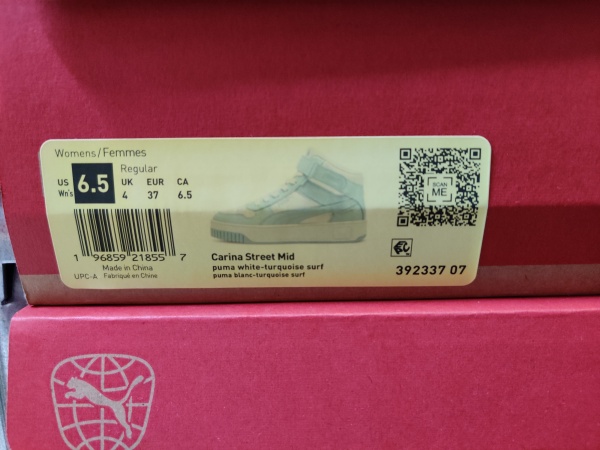 Womens/Femmes
Regular
US UK EUR CA
Wn's 6.5 4 37 6.5
SCAN
ME
1 96859 21855 7
Made in China
UPC-A Fabriqué en Chine
Carina Street Mid
puma white-turquoise surf
puma blanc-turquoise surf
392337 07